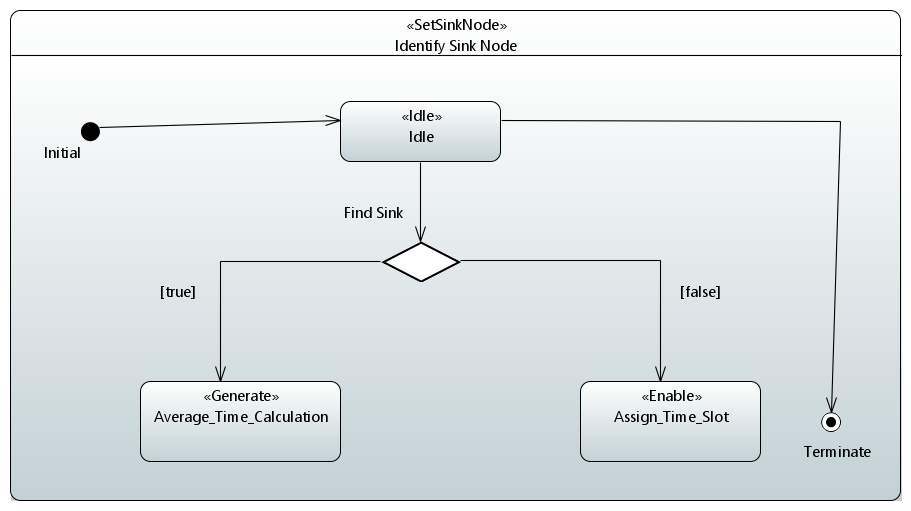 «SetSinkNode»
Identify Sink Node
«Idle»
Idle
Initial
Find Sink
[true]
[false]
«Generate»
Average_Time_Calculation
«Enable»
Assign_Time_Slot
Terminate